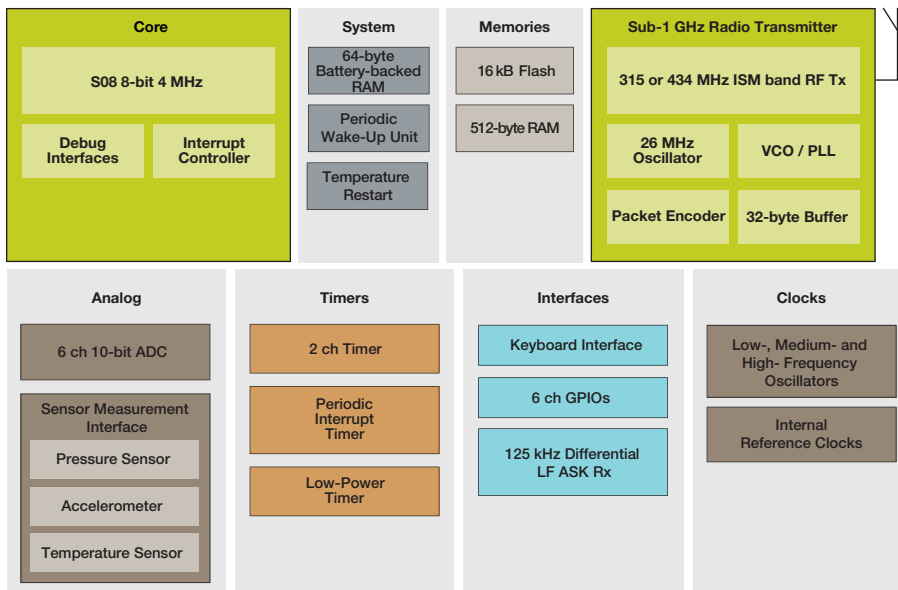 Core
S08 8-bit 4 MHz
Debug
Interfaces
Interrupt
Controller
System
64-byte
Battery-backed
RAM
Periodic
Wake-Up Unit
Temperature
Restart
Memories
16 kB Flash
512-byte RAM
Sub-1 GHz Radio Transmitter
315 or 434 MHz ISM band RF Tx
26 MHz
Oscillator
VCO / PLL
Packet Encoder
32-byte Buffer
Analog
6 ch 10-bit ADC
Sensor Measurement
Interface
Pressure Sensor
Accelerometer
Temperature Sensor
Timers
2 ch Timer
Periodic
Interrupt
Timer
Low-Power
Timer
Interfaces
Keyboard Interface
6 ch GPIOs
125 kHz Differential
LF ASK Rx
Clocks
Low-, Medium- and
High- Frequency
Oscillators
Internal
Reference Clocks